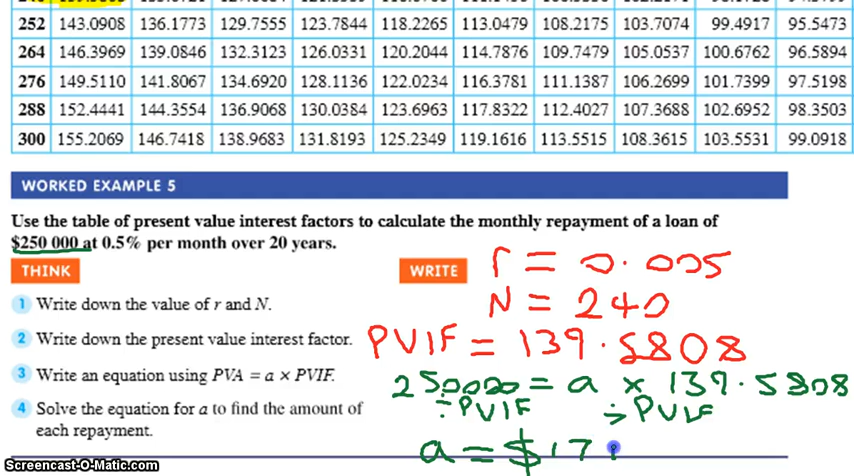 252 143.0908 136.1773 129.7555 123.7844 118.2265 113.0479 108.2175 103.7074 99.4917 95.5473
264 146.3969 139.0846 132.3123 126.0331 120.2044 114.7876 109.7479 105.0537 100.6762 96.5894
276 149.5110 141.8067 134.6920 128.1136 122.0234 116.3781 111.1387 106.2699 101.7399 97.5198
288 152.4441 144.3554 136.9068 130.0384 123.6963 117.8322 112.4027 107.3688 102.6952 98.3503
300 155.2069 146.7418 138.9683 131.8193 125.2349 119.1616 113.5515 108.3615 103.5531 99.0918
WORKED EXAMPLE 5
Use the table of present value interest factors to calculate the monthly repayment of a loan of
$250 000 at 0.5% per month over 20 years.
THINK
WRITE
r = 0.005
1 Write down the value of r and N.
N = 240
2 Write down the present value interest factor.
PVIF = 139.5808
3 Write an equation using PVA = a × PVIF.
250000 = a × 139.5808
÷PVIF ÷PVIF
4 Solve the equation for a to find the amount of
each repayment.
a = $17
Screencast-O-Matic.com